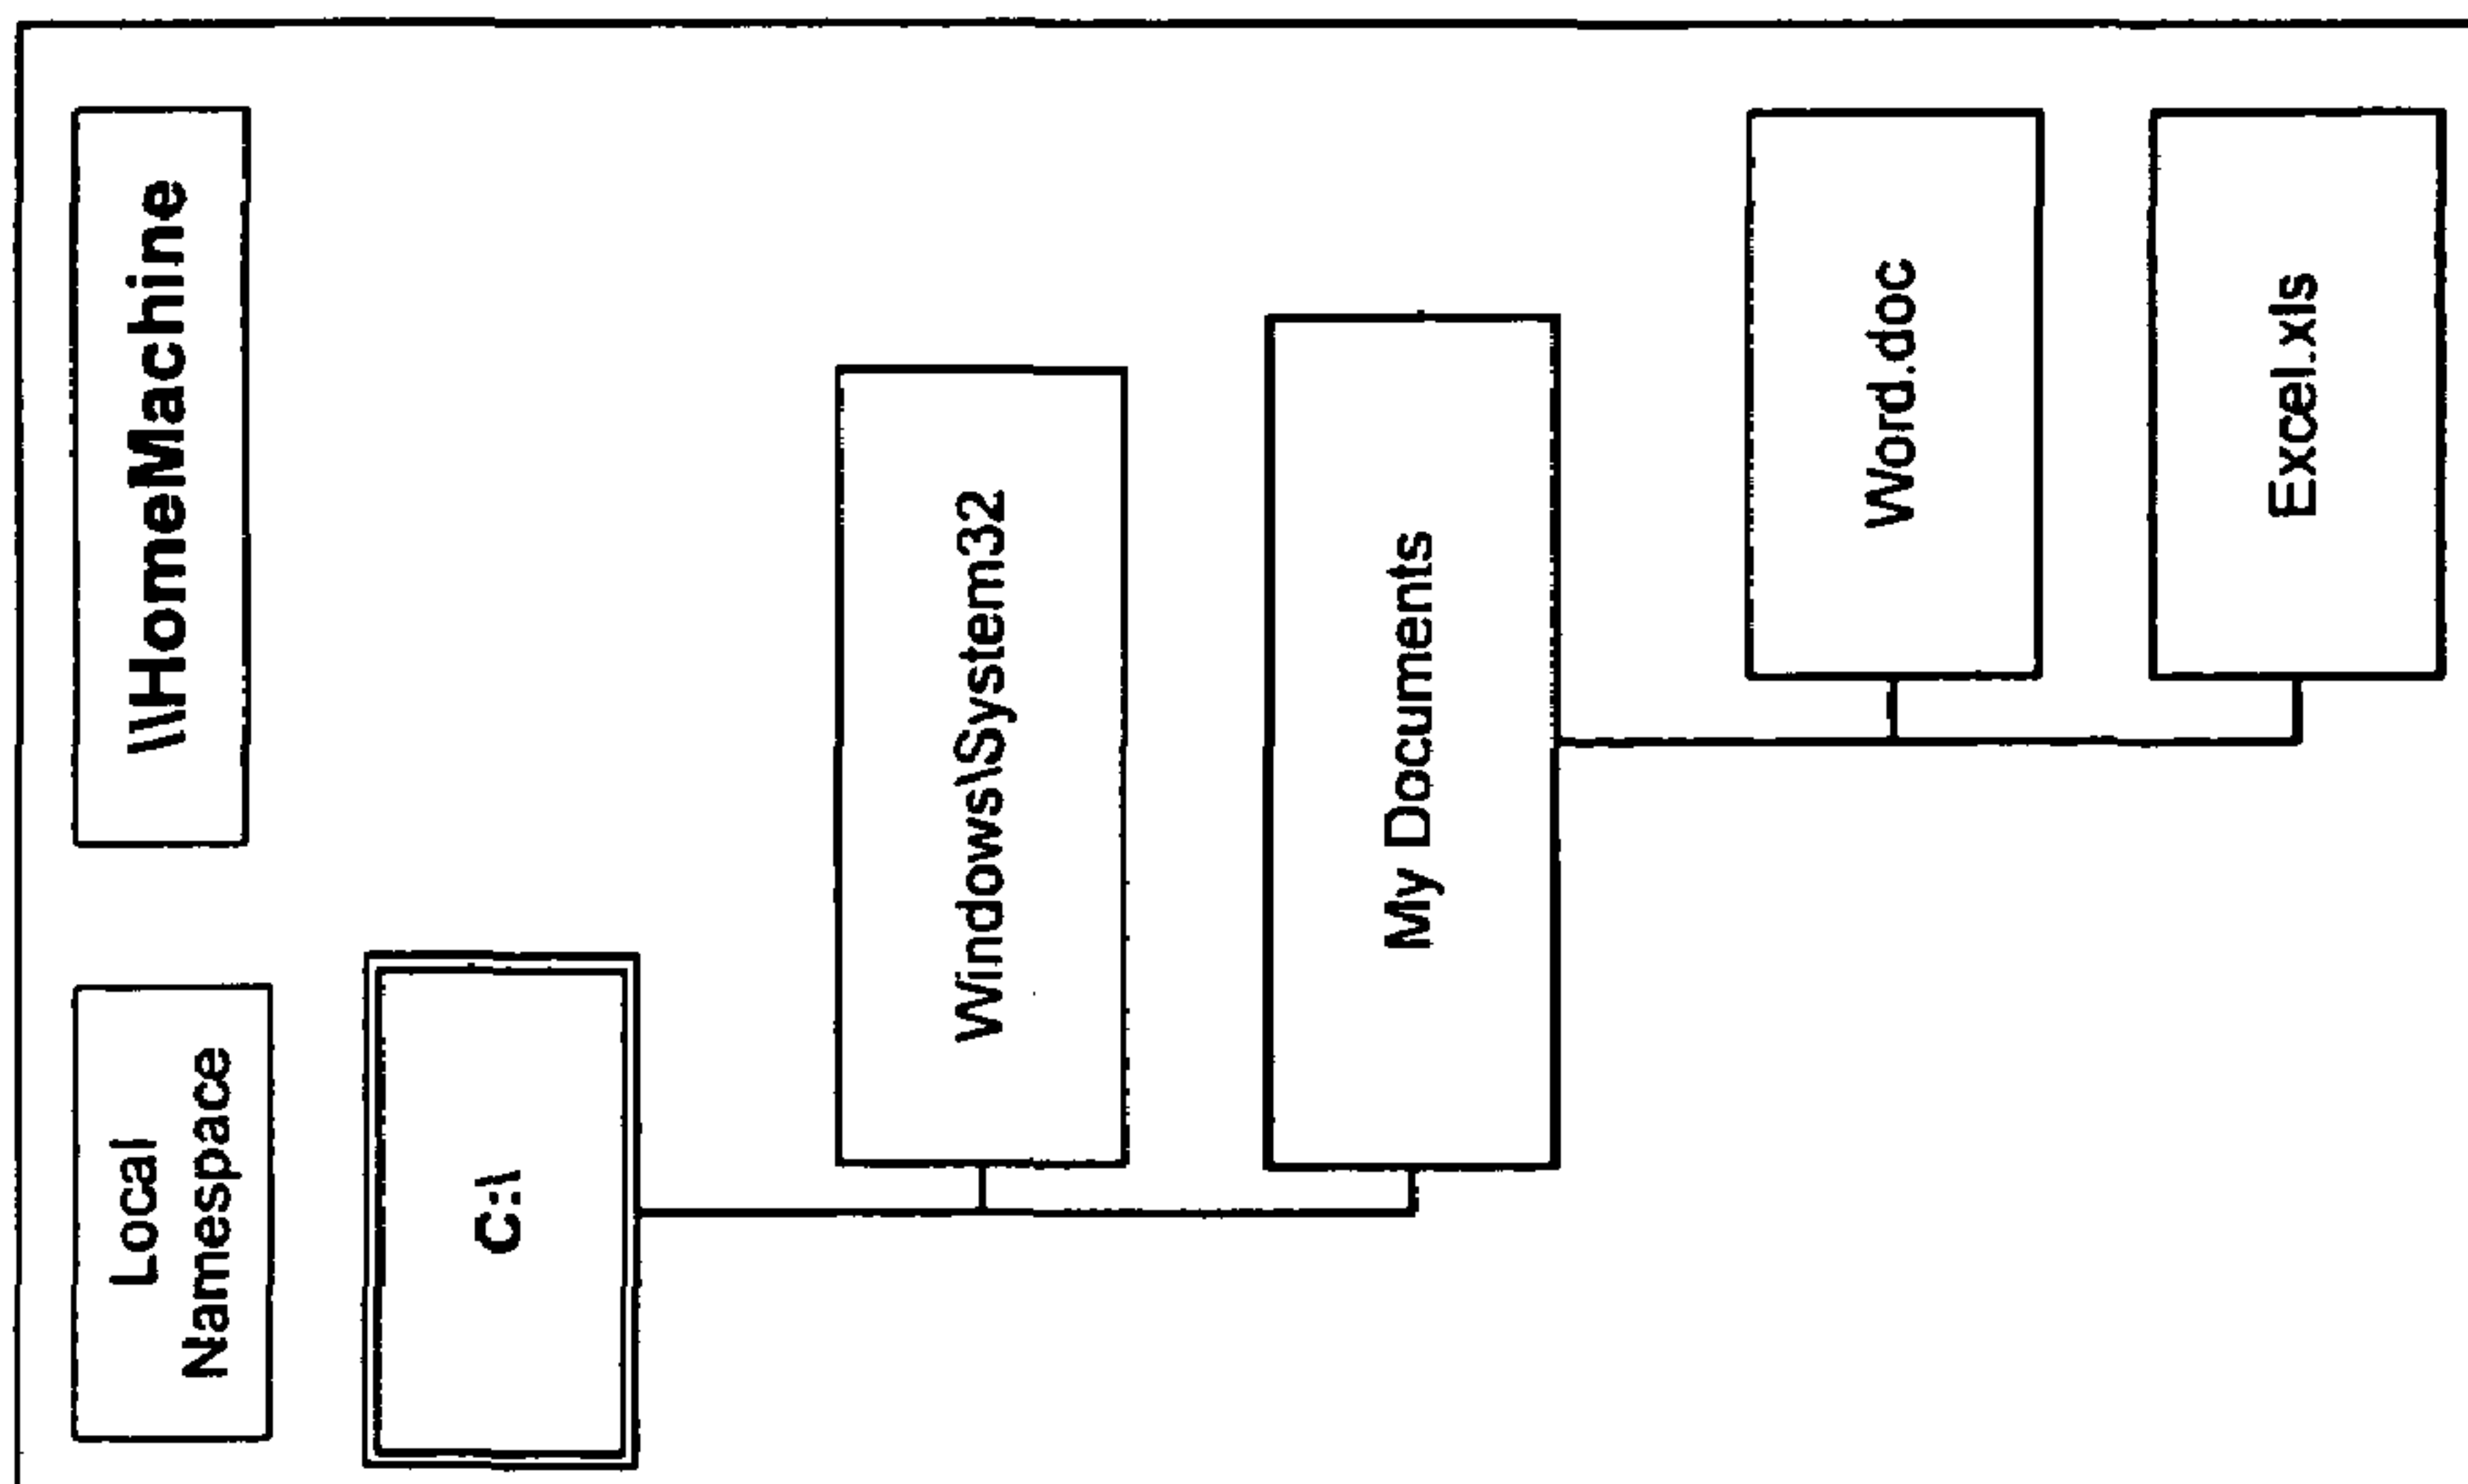 Local
Namespace
\\HomeMachine
C:\
Windows\System32
My Documents
Word.doc
Excel.xls